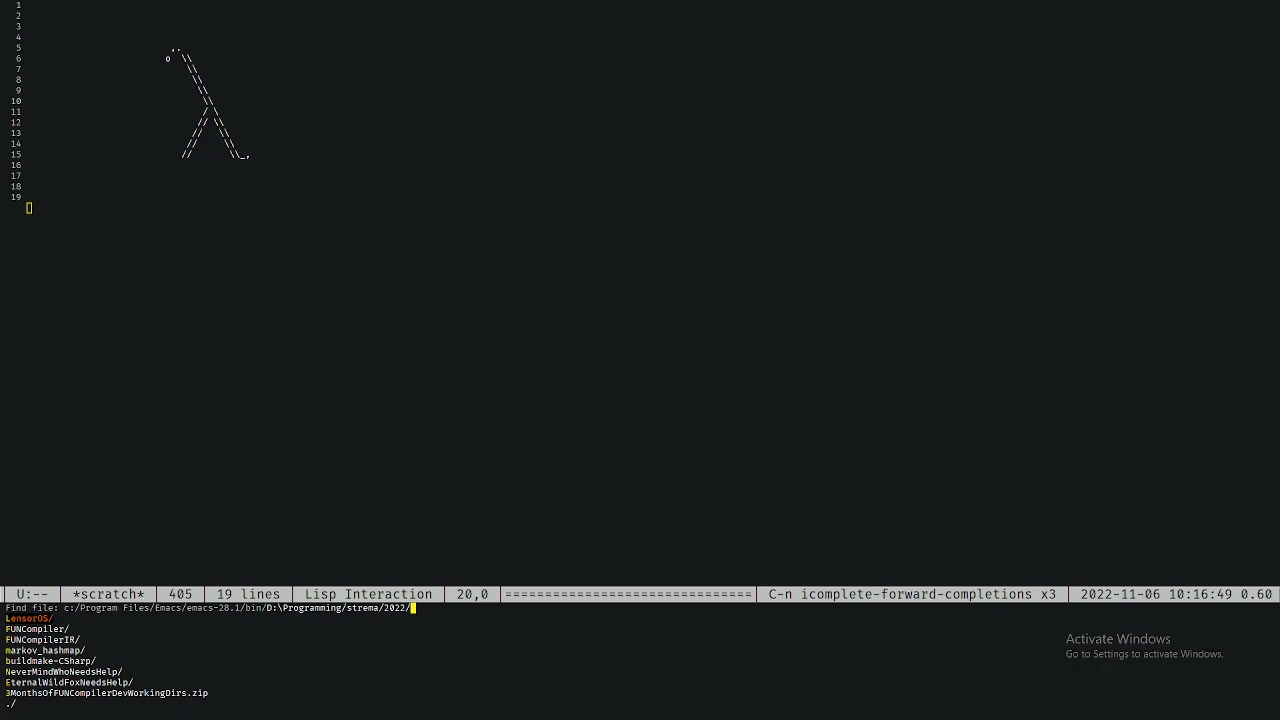 1
2
3
4
5 ,.
6 o \\
7 \\
8 \\
9 \\
10 \\
11 / \
12 // \\
13 // \\
14 // \\
15 // \\_,
16
17
18
19
U:-- *scratch* 405 19 lines Lisp Interaction 20,0 =============================== C-n icomplete-forward-completions x3 2022-11-06 10:16:49 0.60
Find file: c:/Program Files/Emacs/emacs-28.1/bin/D:\Programming/strema/2022/
LensorOS/
FUNCompiler/
FUNCompilerIR/
markov_hashmap/
buildmake-CSharp/
NeverMindWhoNeedsHelp/
EternalWildFoxNeedsHelp/
3MonthsOfFUNCompilerDevWorkingDirs.zip
./
Activate Windows
Go to Settings to activate Windows.